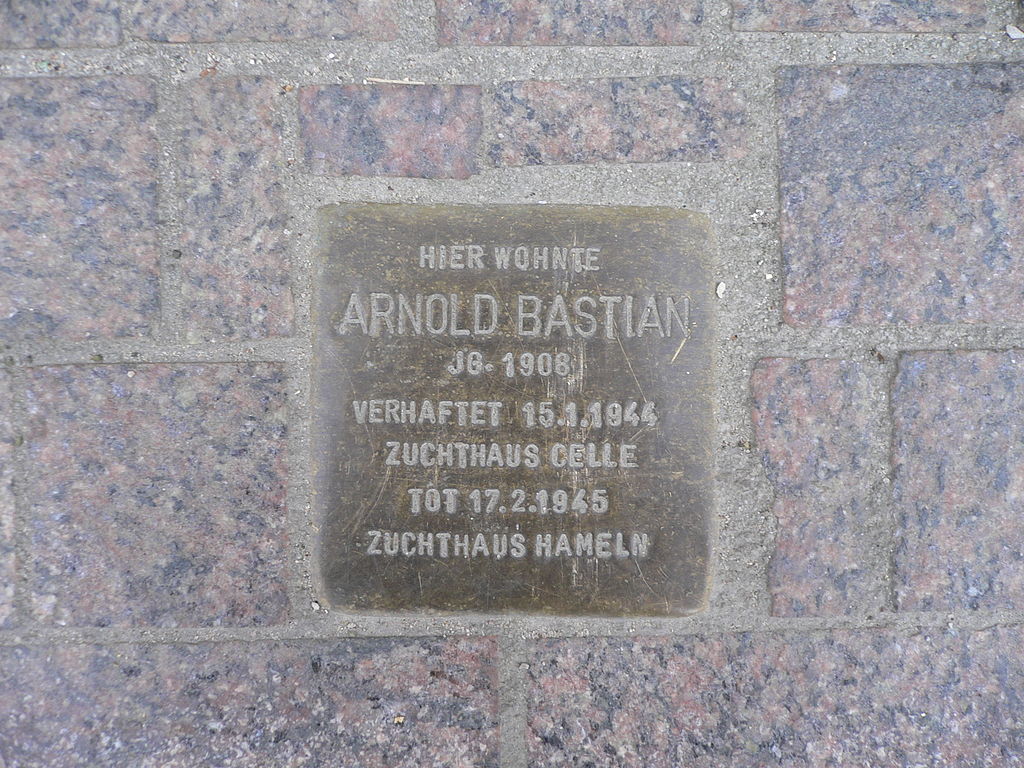 HIER WOHNTE
ARNOLD BASTIAN
JG. 1908
VERHAFTET 15.1.1944
ZUCHTHAUS CELLE
TOT 17.2.1945
ZUCHTHAUS HAMELN